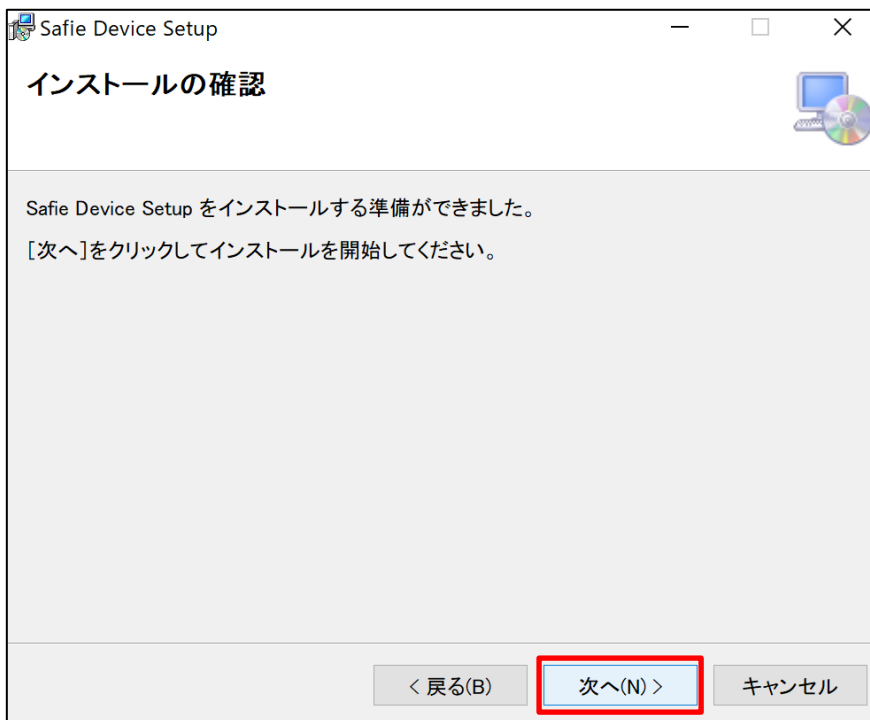 Safie Device Setup
インストールの確認
Safie Device Setup をインストールする準備ができました。
[次へ]をクリックしてインストールを開始してください。
< 戻る(B)
次へ(N) >
キャンセル